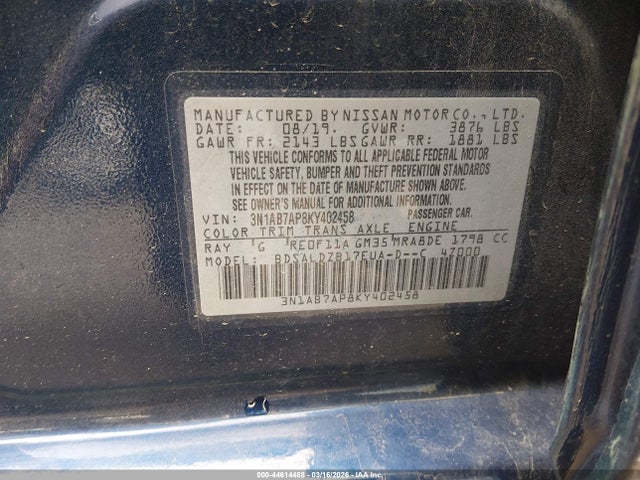 MANUFACTURED BY NISSAN MOTOR CO., LTD.
DATE: 08/19. GVWR: 3876 LBS
GAWR FR: 2143 LBS GAWR RR: 1881 LBS
THIS VEHICLE CONFORMS TO ALL APPLICABLE FEDERAL MOTOR
VEHICLE SAFETY, BUMPER AND THEFT PREVENTION STANDARDS
IN EFFECT ON THE DATE OF MANUFACTURE SHOWN ABOVE.
SEE OWNER'S MANUAL FOR ADDITIONAL INFORMATION.
VIN: 3N1AB7AP8KY402458 PASSENGER CAR.
COLOR TRIM TRANS AXLE ENGINE
RAY G RE0F11A GM35 MRA8DE 1798 CC
MODEL: BDSALDZB17EUA-D--C 4Z000
3N1AB7AP8KY402458
000-44614488 | 03/16/2026 | IAA Inc.